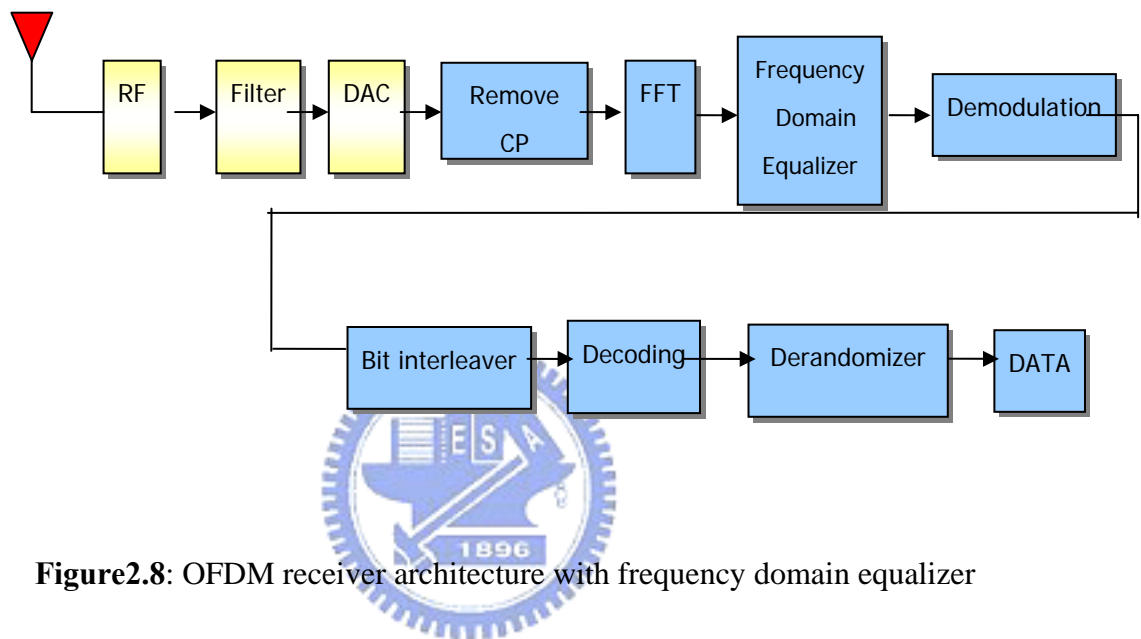 RF
Filter
DAC
Remove
CP
FFT
Frequency
Domain
Equalizer
Demodulation
Bit interleaver
Decoding
Derandomizer
DATA
E S A
1896
Figure2.8: OFDM receiver architecture with frequency domain equalizer